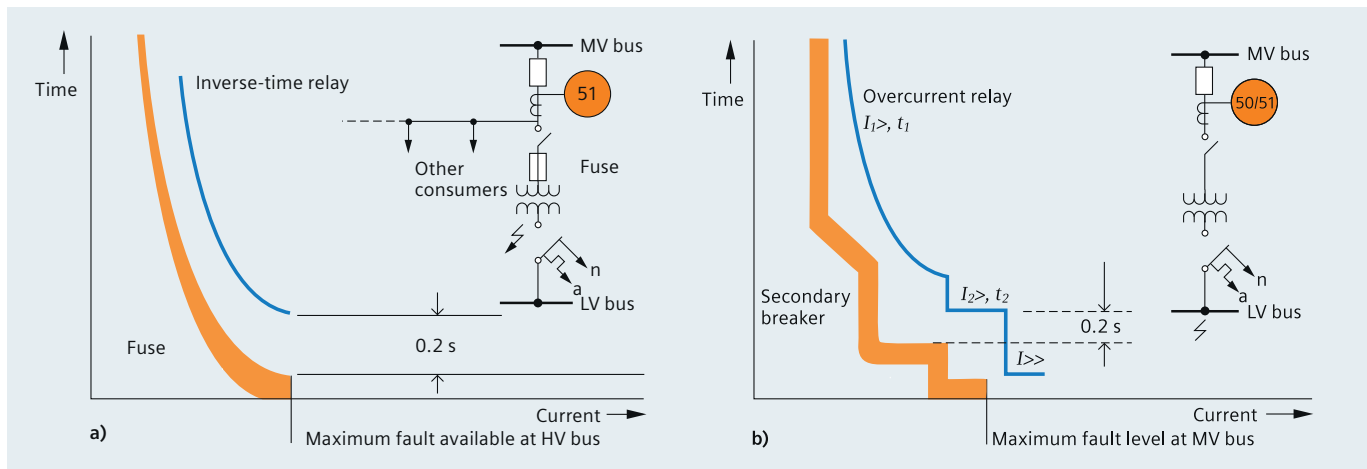 Time
Inverse-time relay
MV bus
51
Other
consumers
Fuse
n
a
LV bus
0.2 s
Fuse
Current
a)
Maximum fault available at HV bus
Time
Overcurrent relay
I₁>, t₁
MV bus
50/51
Secondary
breaker
I₂>, t₂
0.2 s
n
a
LV bus
I>>
Current
b)
Maximum fault level at MV bus